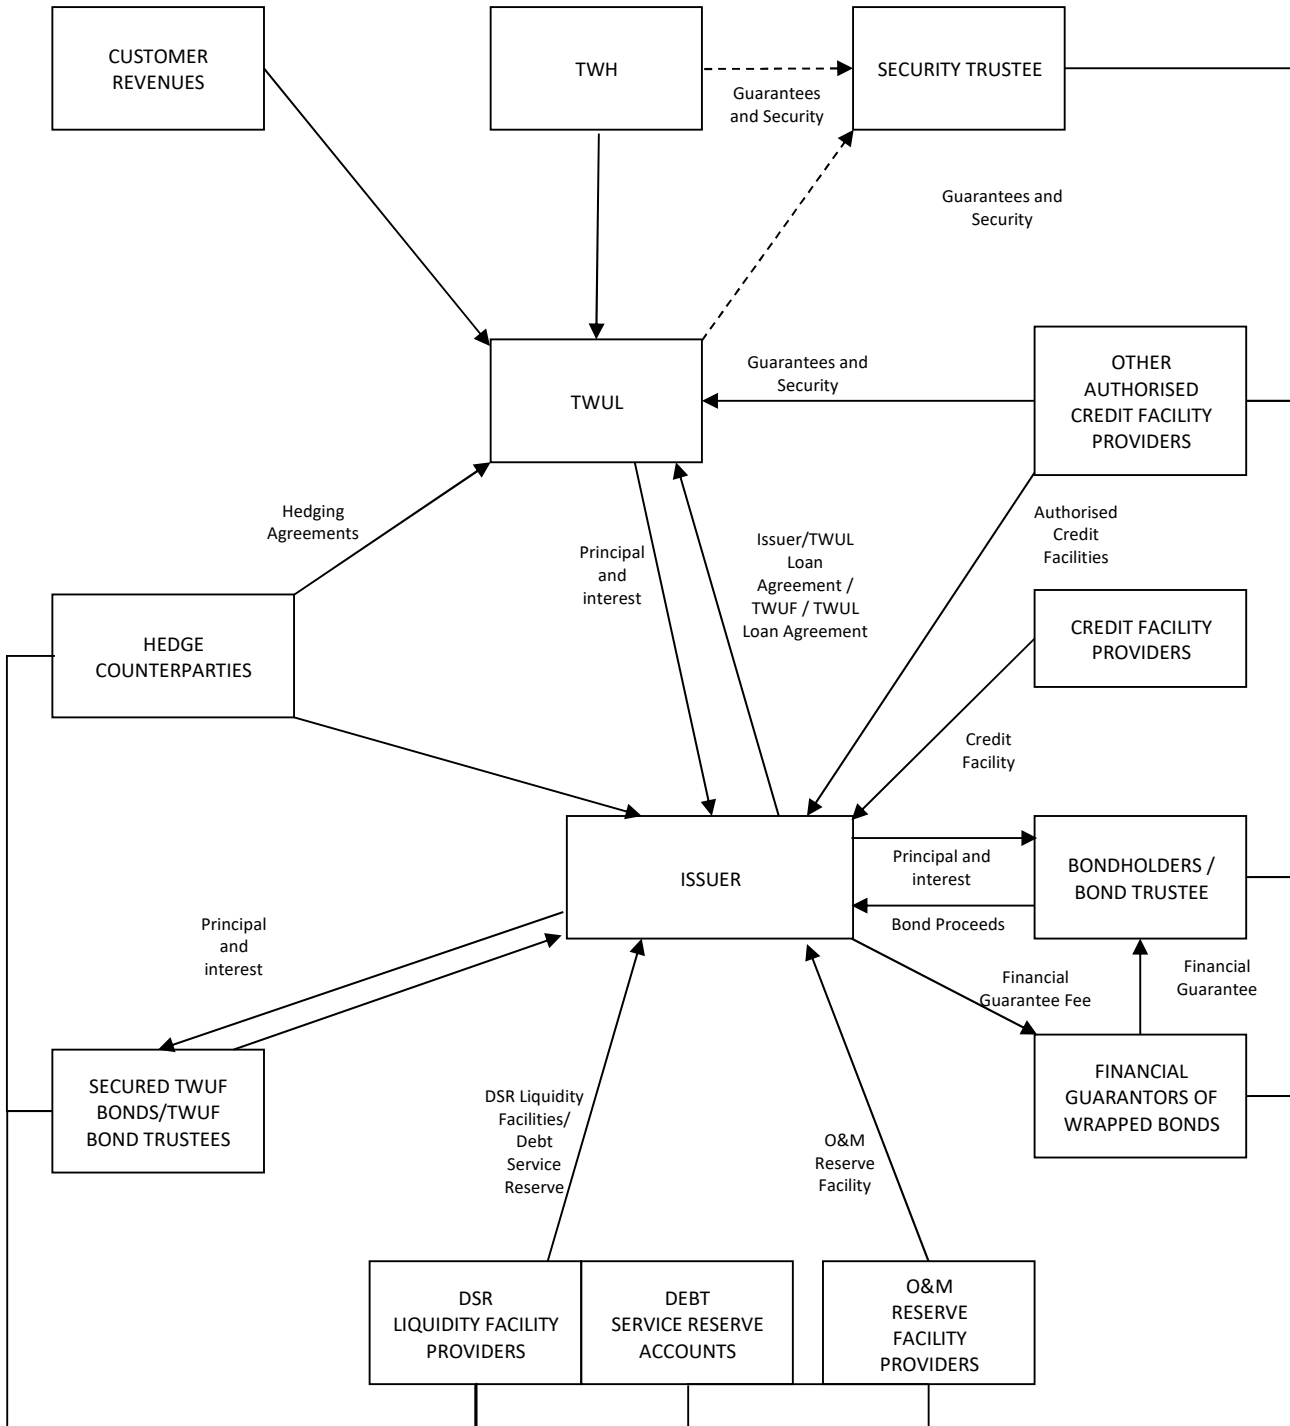 CUSTOMER
REVENUES
TWH
Guarantees
and Security
SECURITY TRUSTEE
Guarantees and
Security
TWUL
Guarantees and
Security
OTHER
AUTHORISED
CREDIT FACILITY
PROVIDERS
Hedging
Agreements
Principal
and
interest
Issuer/TWUL
Loan
Agreement /
TWUF / TWUL
Loan Agreement
Authorised
Credit
Facilities
HEDGE
COUNTERPARTIES
CREDIT FACILITY
PROVIDERS
Credit
Facility
ISSUER
Principal and
interest
Bond Proceeds
BONDHOLDERS /
BOND TRUSTEE
Principal
and
interest
Financial
Guarantee Fee
Financial
Guarantee
SECURED TWUF
BONDS/TWUF
BOND TRUSTEES
DSR Liquidity
Facilities/
Debt
Service
Reserve
O&M
Reserve
Facility
FINANCIAL
GUARANTORS OF
WRAPPED BONDS
DSR
LIQUIDITY FACILITY
PROVIDERS
DEBT
SERVICE RESERVE
ACCOUNTS
O&M
RESERVE
FACILITY
PROVIDERS